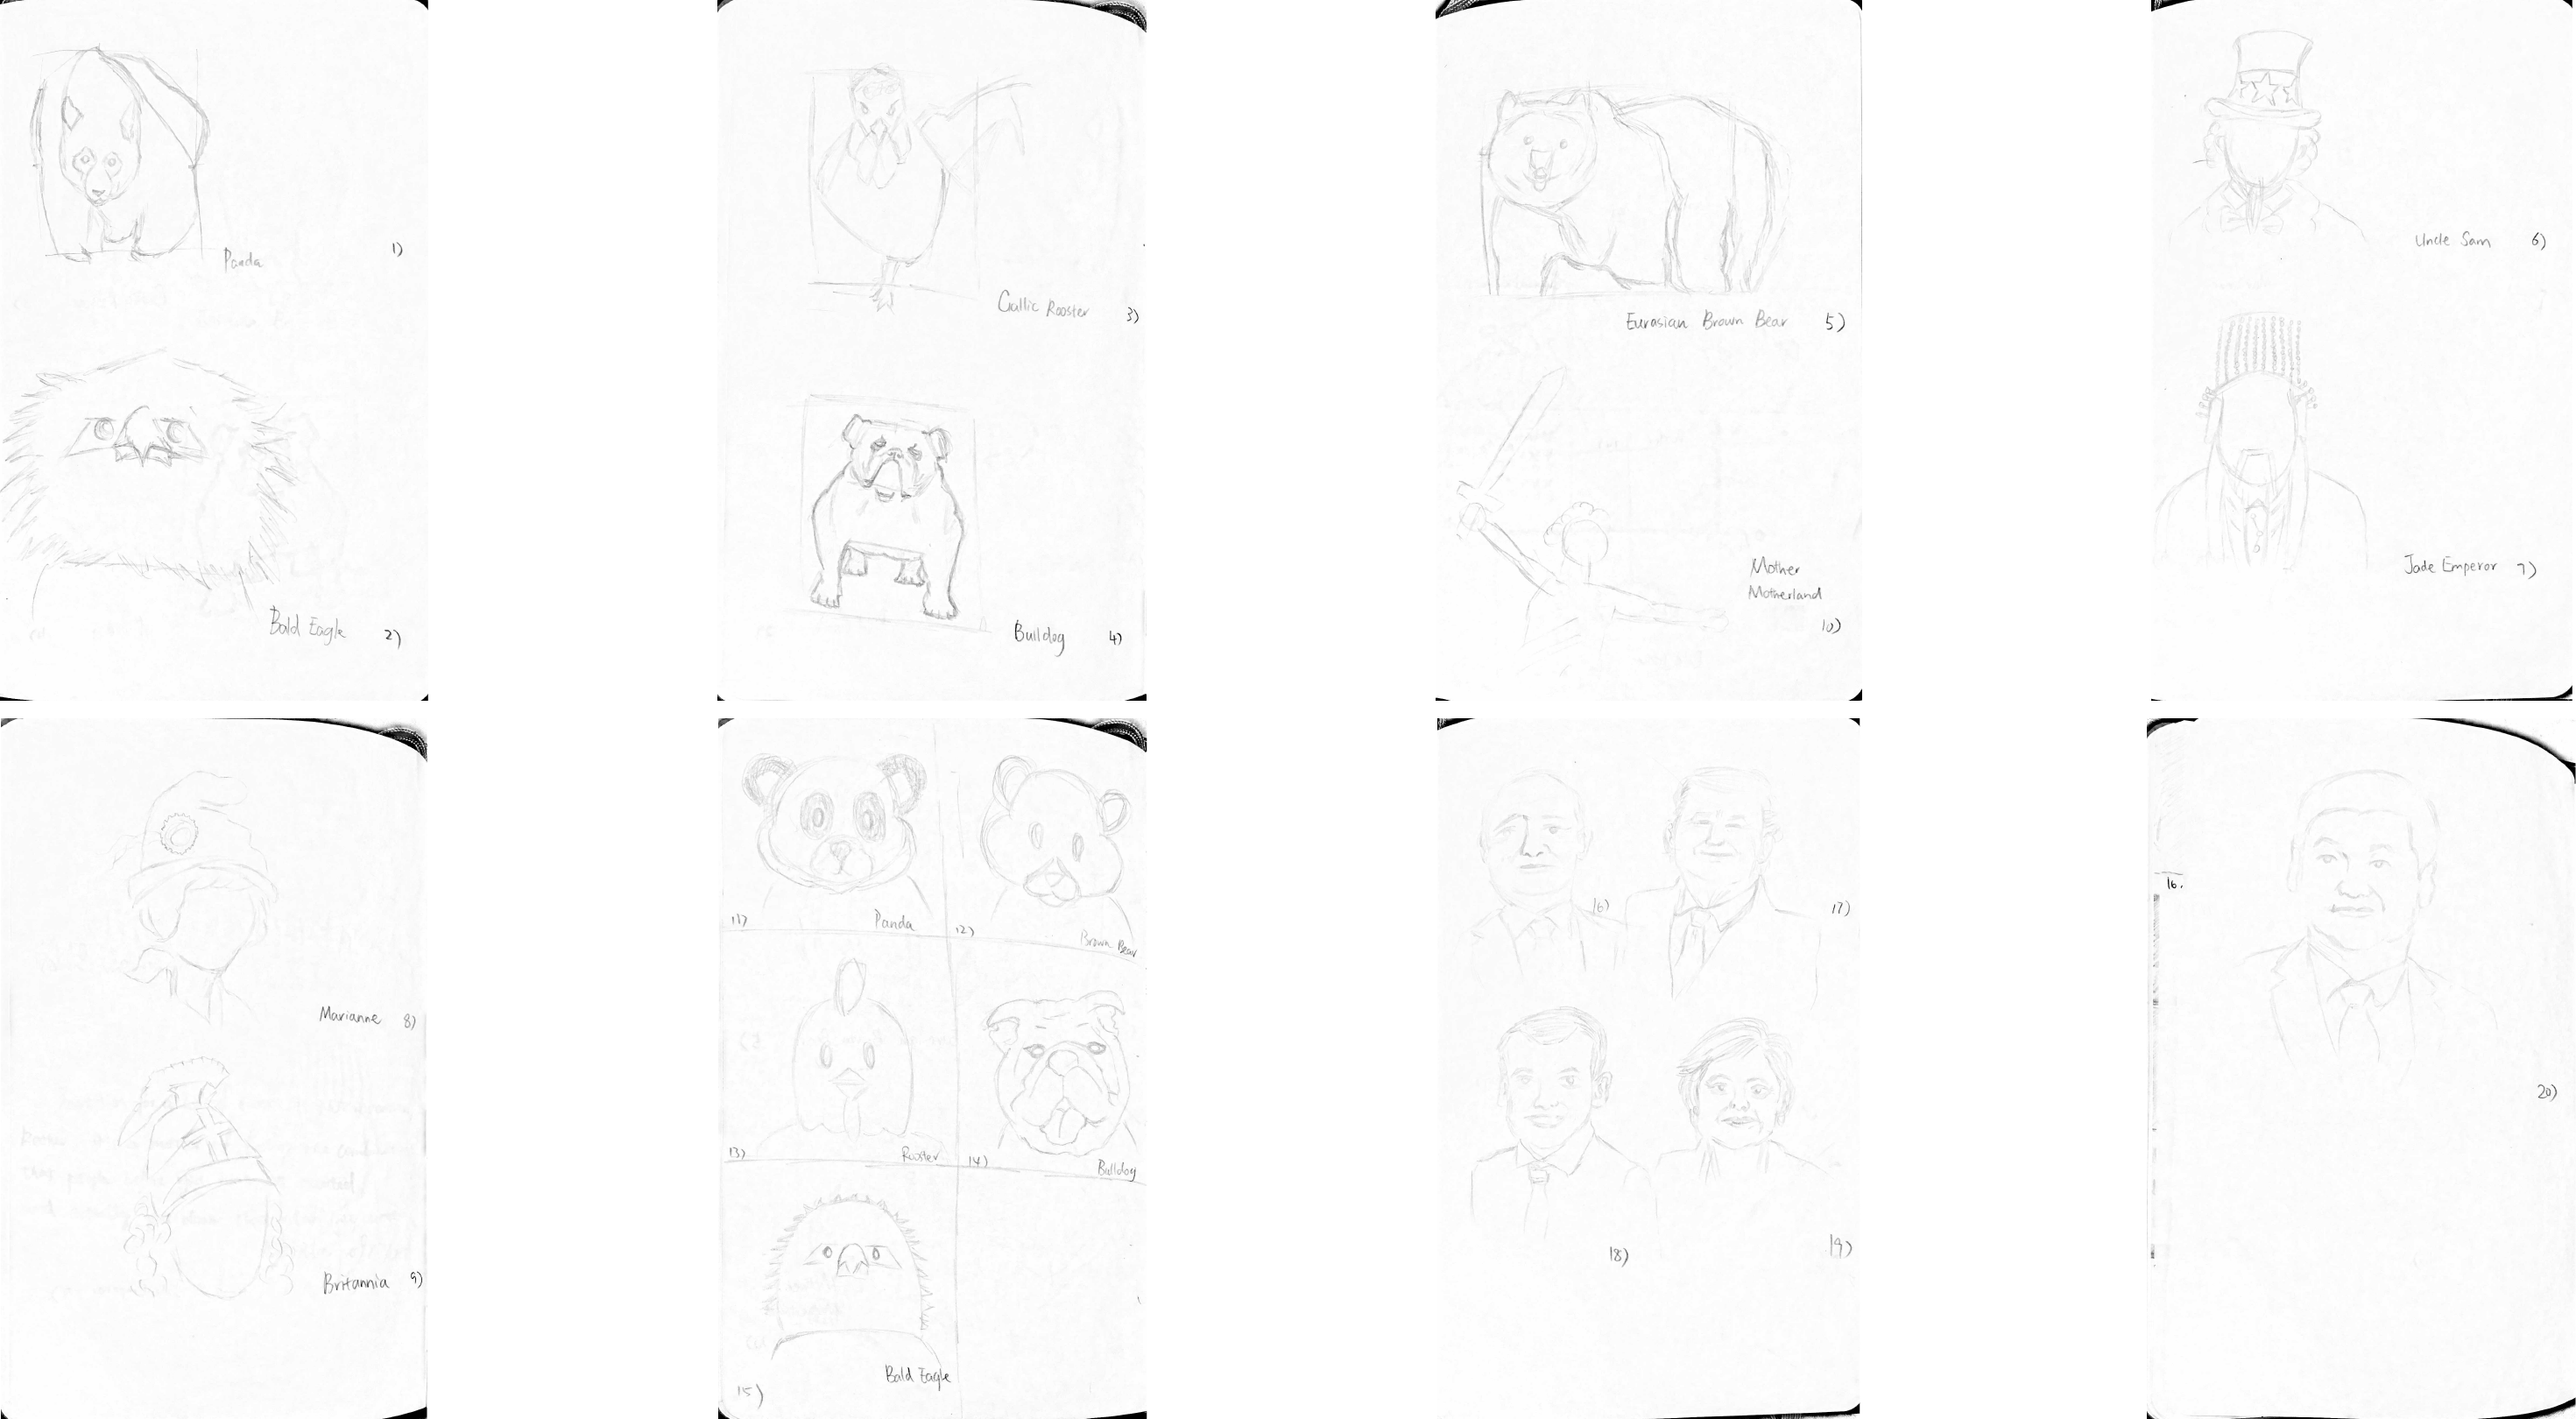 Panda
1)
Bald Eagle 2)
Gallic Rooster 3)
Bulldog 4)
Eurasian Brown Bear 5)
Mother
Motherland
10)
Uncle Sam 6)
Jade Emperor 7)
Marianne 8)
Britannia 9)
11) Panda
12) Brown Bear
13) Rooster
14) Bulldog
Bald Eagle
15)
16)
17)
18)
19)
16.
20)